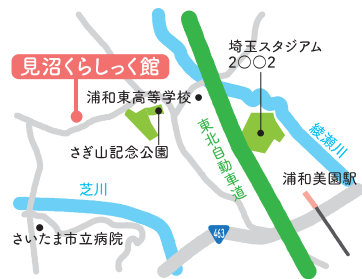 埼玉スタジアム
2○○2
見沼くらしっく館
浦和東高等学校
さぎ山記念公園
東北自動車道
綾瀬川
浦和美園駅
芝川
463
さいたま市立病院